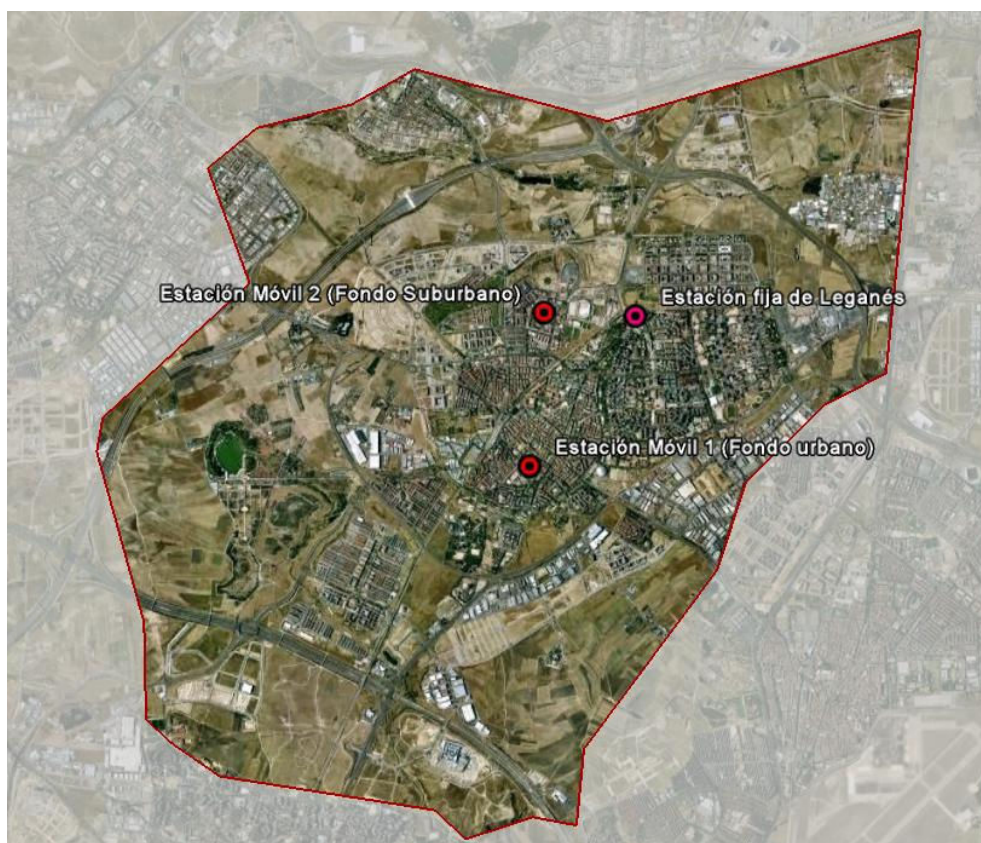 Estación Móvil 2 (Fondo Suburbano)
Estación fija de Leganés
Estación Móvil 1 (Fondo urbano)